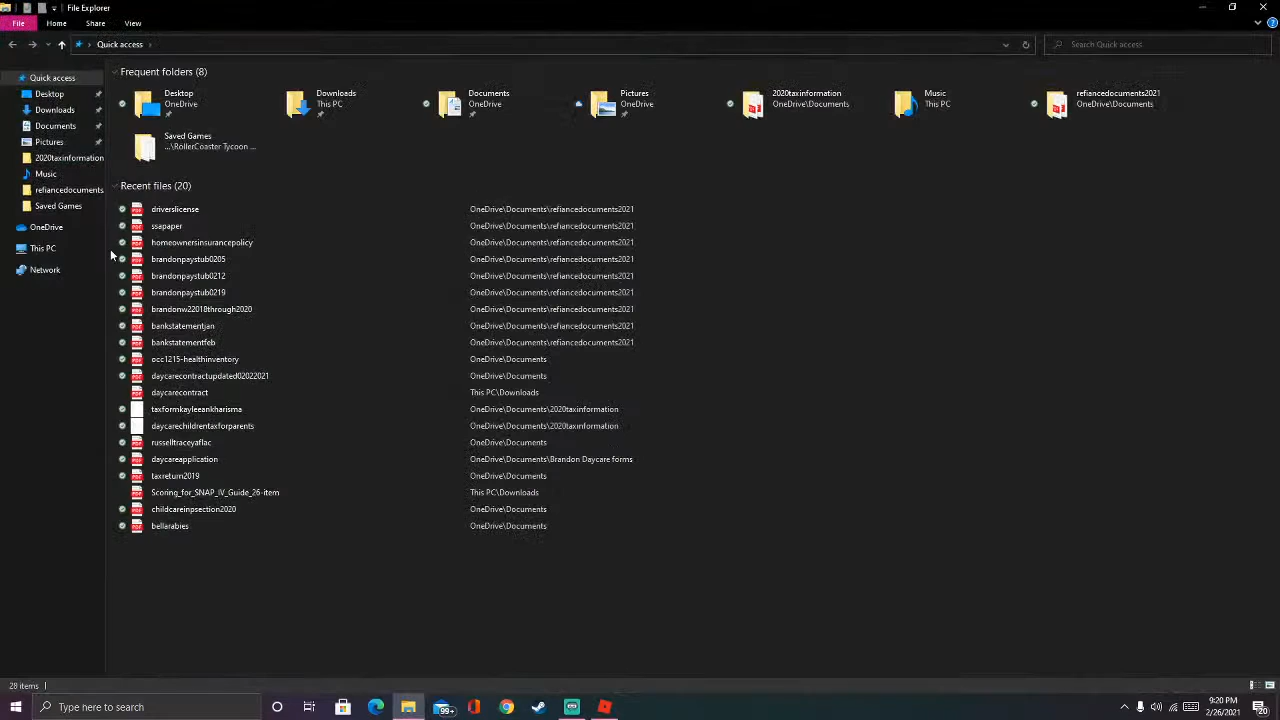 File Explorer
File Home Share View
Quick access Search Quick access
Quick access
Desktop
Downloads
Documents
Pictures
2020taxinformation
Music
refiancedocuments
Saved Games
OneDrive
This PC
Network
Frequent folders (8)
Desktop
OneDrive
Downloads
This PC
Documents
OneDrive
Pictures
OneDrive
2020taxinformation
OneDrive\Documents
Music
This PC
refiancedocuments2021
OneDrive\Documents
Saved Games
...\RollerCoaster Tycoon ...
Recent files (20)
driverslicense OneDrive\Documents\refiancedocuments2021
ssapaper OneDrive\Documents\refiancedocuments2021
homeownersinsurancepolicy OneDrive\Documents\refiancedocuments2021
brandonpaystub0205 OneDrive\Documents\refiancedocuments2021
brandonpaystub0212 OneDrive\Documents\refiancedocuments2021
brandonpaystub0219 OneDrive\Documents\refiancedocuments2021
brandonw22018through2020 OneDrive\Documents\refiancedocuments2021
bankstatementjan OneDrive\Documents\refiancedocuments2021
bankstatementfeb OneDrive\Documents\refiancedocuments2021
occ1215-healthinventory OneDrive\Documents
daycarecontractupdated02022021 OneDrive\Documents
daycarecontract This PC\Downloads
taxformkayleeankharisma OneDrive\Documents\2020taxinformation
daycarechildrentaxforparents OneDrive\Documents\2020taxinformation
russelltraceyaflac OneDrive\Documents
daycareapplication OneDrive\Documents\Brandon Daycare forms
taxreturn2019 OneDrive\Documents
Scoring_for_SNAP_IV_Guide_26-item This PC\Downloads
childcareinpsection2020 OneDrive\Documents
bellarabies OneDrive\Documents
28 items
Type here to search
99+
9:20 PM
2/26/2021